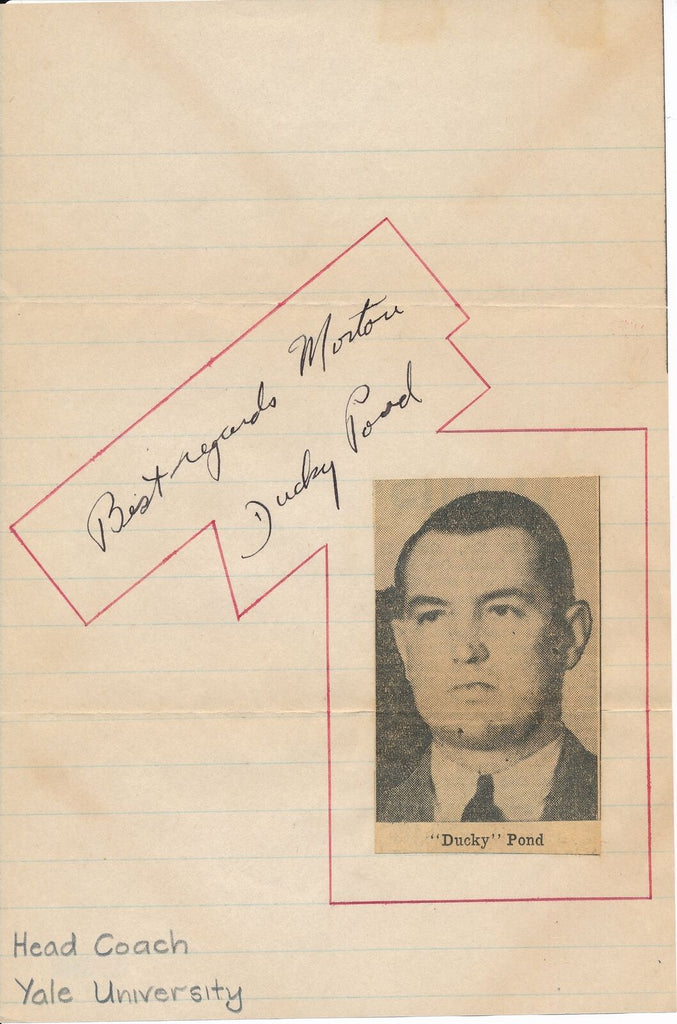 Best regards Morton
Ducky Pond
"Ducky" Pond
Head Coach
Yale University